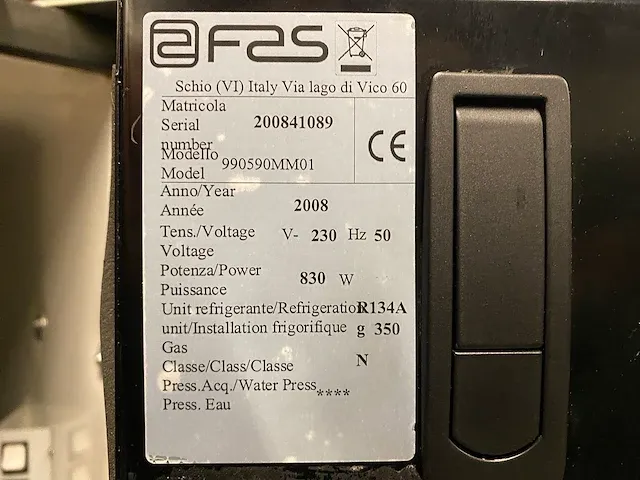 FAS
Schio (VI) Italy Via lago di Vico 60
Matricola
Serial
number
200841089
CE
Modello
Model
990590MM01
Anno/Year
Année
2008
Tens./Voltage
Voltage
V- 230 Hz 50
Potenza/Power
Puissance
830 W
Unit refrigerante/Refrigeration
R134A
unit/Installation frigorifique
g 350
Gas
Classe/Class/Classe
N
Press.Acq./Water Press
Press. Eau
****